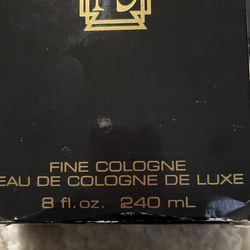 FINE COLOGNE
EAU DE COLOGNE DE LUXE
8 fl. oz. 240 mL